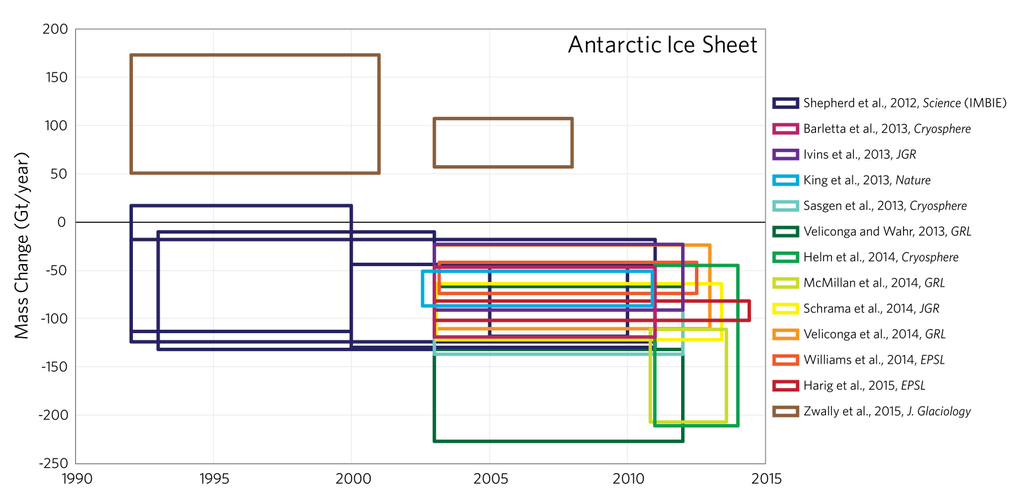 Antarctic Ice Sheet
Mass Change (Gt/year)
200
150
100
50
0
-50
-100
-150
-200
-250
1990
1995
2000
2005
2010
2015
Shepherd et al., 2012, Science (IMBIE)
Barletta et al., 2013, Cryosphere
Ivins et al., 2013, JGR
King et al., 2013, Nature
Sasgen et al., 2013, Cryosphere
Veliconga and Wahr, 2013, GRL
Helm et al., 2014, Cryosphere
McMillan et al., 2014, GRL
Schrama et al., 2014, JGR
Veliconga et al., 2014, GRL
Williams et al., 2014, EPSL
Harig et al., 2015, EPSL
Zwally et al., 2015, J. Glaciology